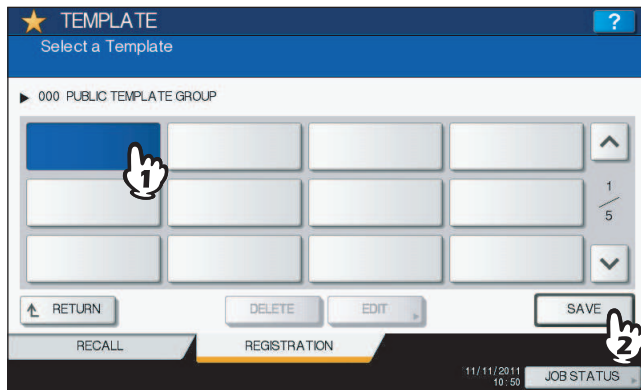 TEMPLATE
?
Select a Template
000 PUBLIC TEMPLATE GROUP
1
1
5
RETURN
DELETE
EDIT
SAVE
2
RECALL
REGISTRATION
11/11/2011
10:50
JOB STATUS